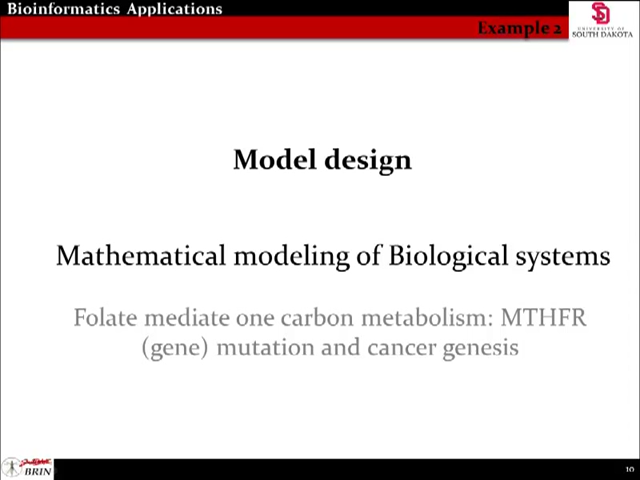 Bioinformatics Applications
Example 2
UNIVERSITY OF
SOUTH DAKOTA
Model design
Mathematical modeling of Biological systems
Folate mediate one carbon metabolism: MTHFR
(gene) mutation and cancer genesis
BRIN
10